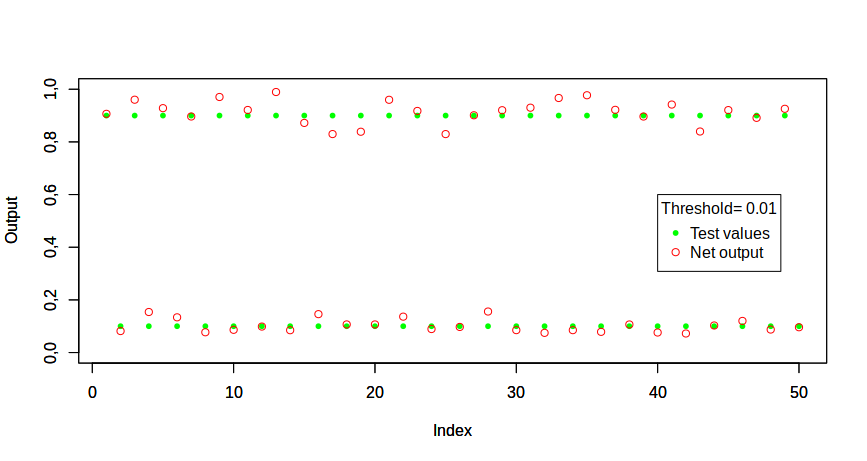 1,0
0,8
0,6
0,4
0,2
0,0
Output
Threshold= 0.01
Test values
Net output
0 10 20 30 40 50
Index